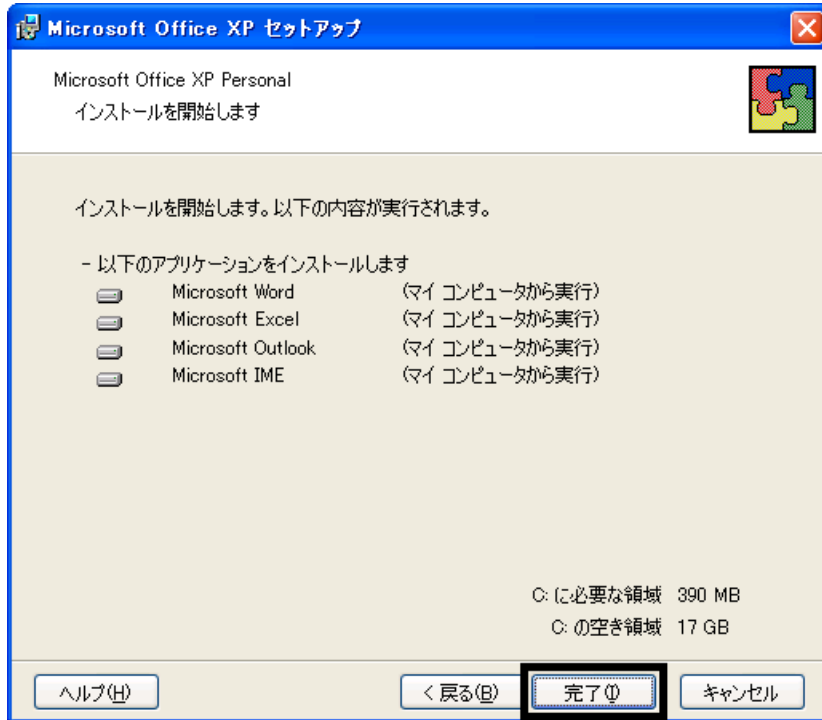 Microsoft Office XP セットアップ
Microsoft Office XP Personal
インストールを開始します
インストールを開始します。以下の内容が実行されます。
- 以下のアプリケーションをインストールします
Microsoft Word (マイ コンピュータから実行)
Microsoft Excel (マイ コンピュータから実行)
Microsoft Outlook (マイ コンピュータから実行)
Microsoft IME (マイ コンピュータから実行)
C: に必要な領域 390 MB
C: の空き領域 17 GB
ヘルプ(H) < 戻る(B) 完了(I) キャンセル